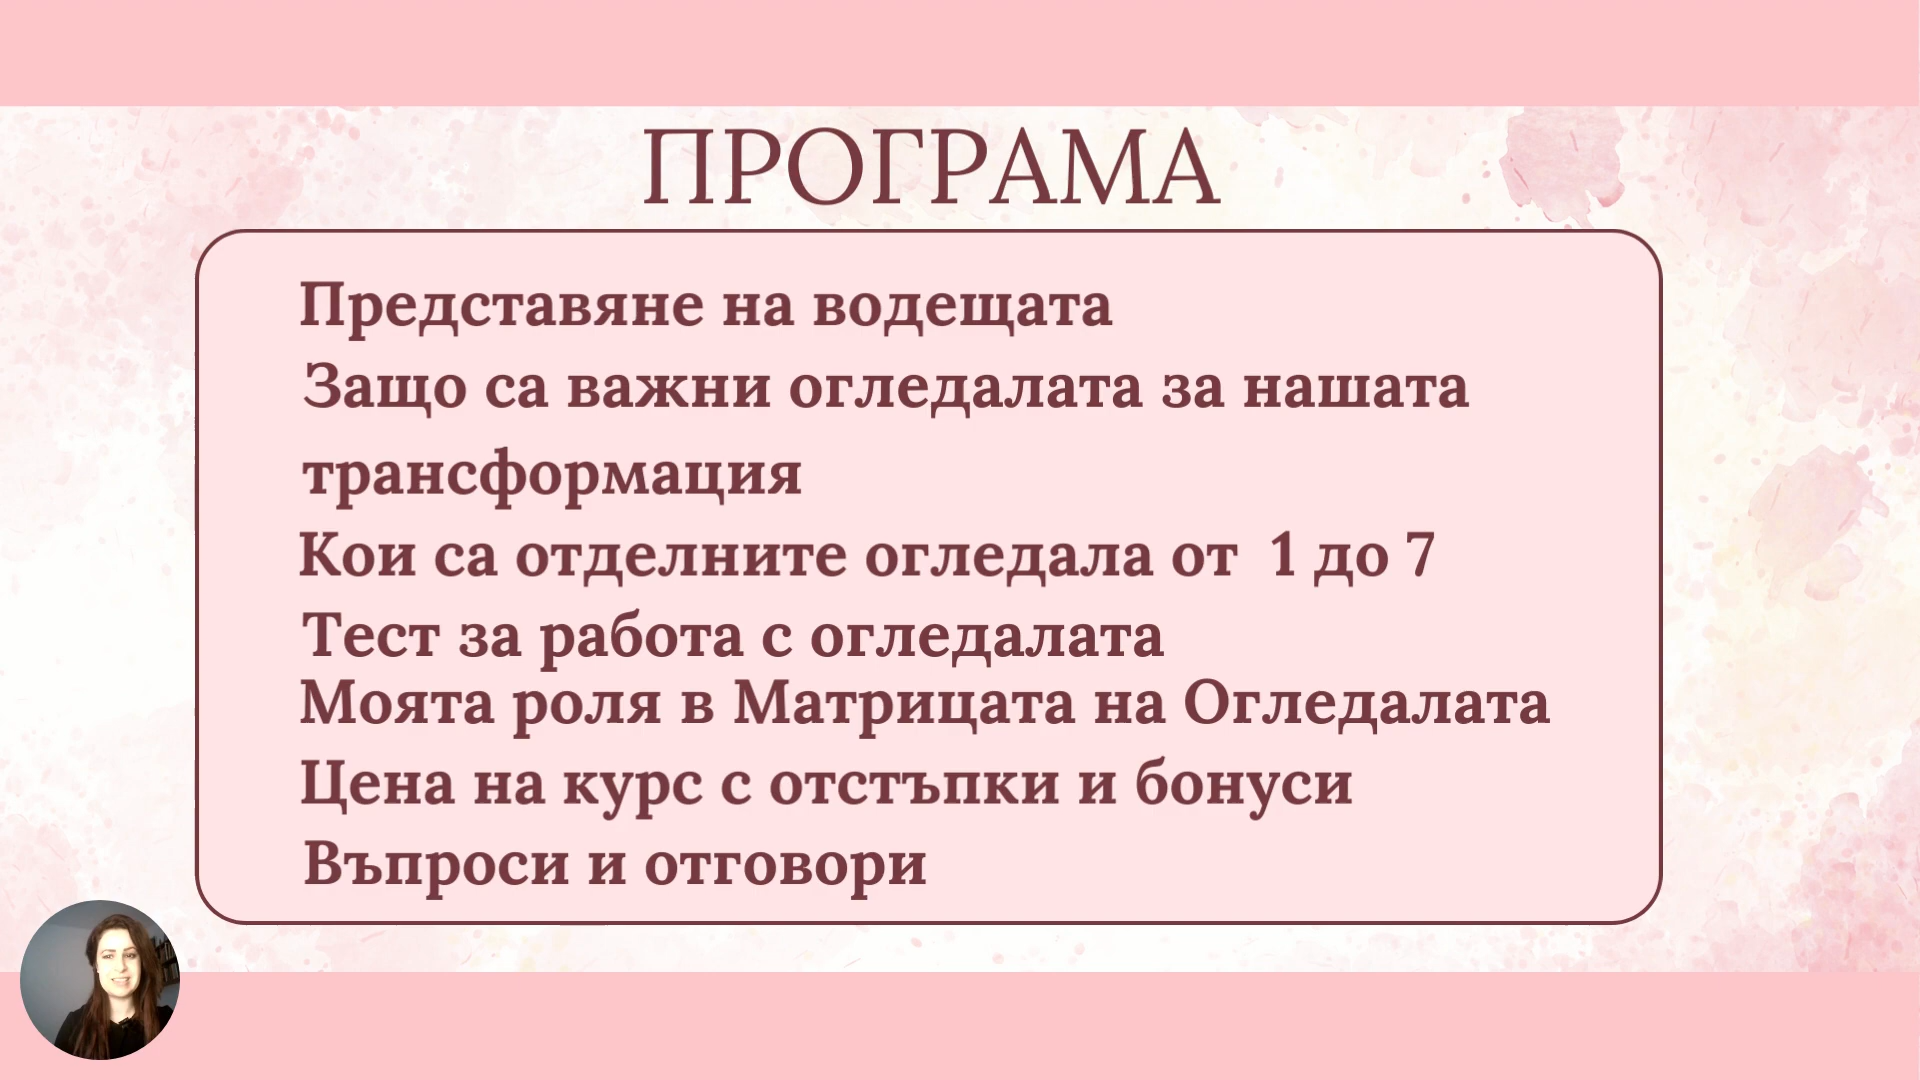 ПРОГРАМА
Представяне на водещата
Защо са важни огледалата за нашата
трансформация
Кои са отделните огледала от 1 до 7
Тест за работа с огледалата
Моята роля в Матрицата на Огледалата
Цена на курс с отстъпки и бонуси
Въпроси и отговори